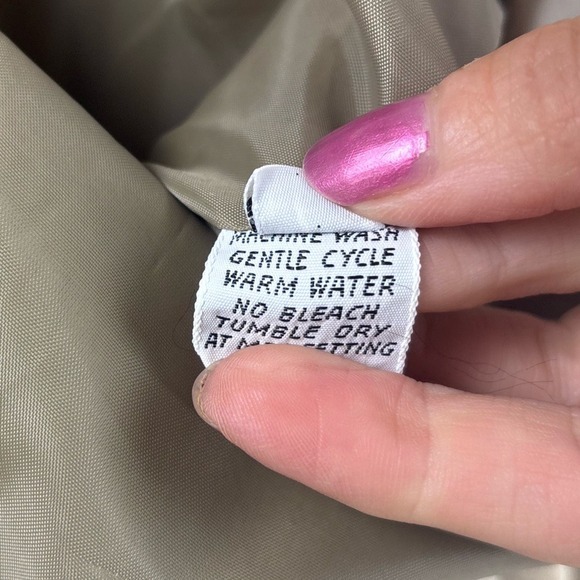 MACHINE WASH
GENTLE CYCLE
WARM WATER
NO BLEACH
TUMBLE DRY
AT SETTING